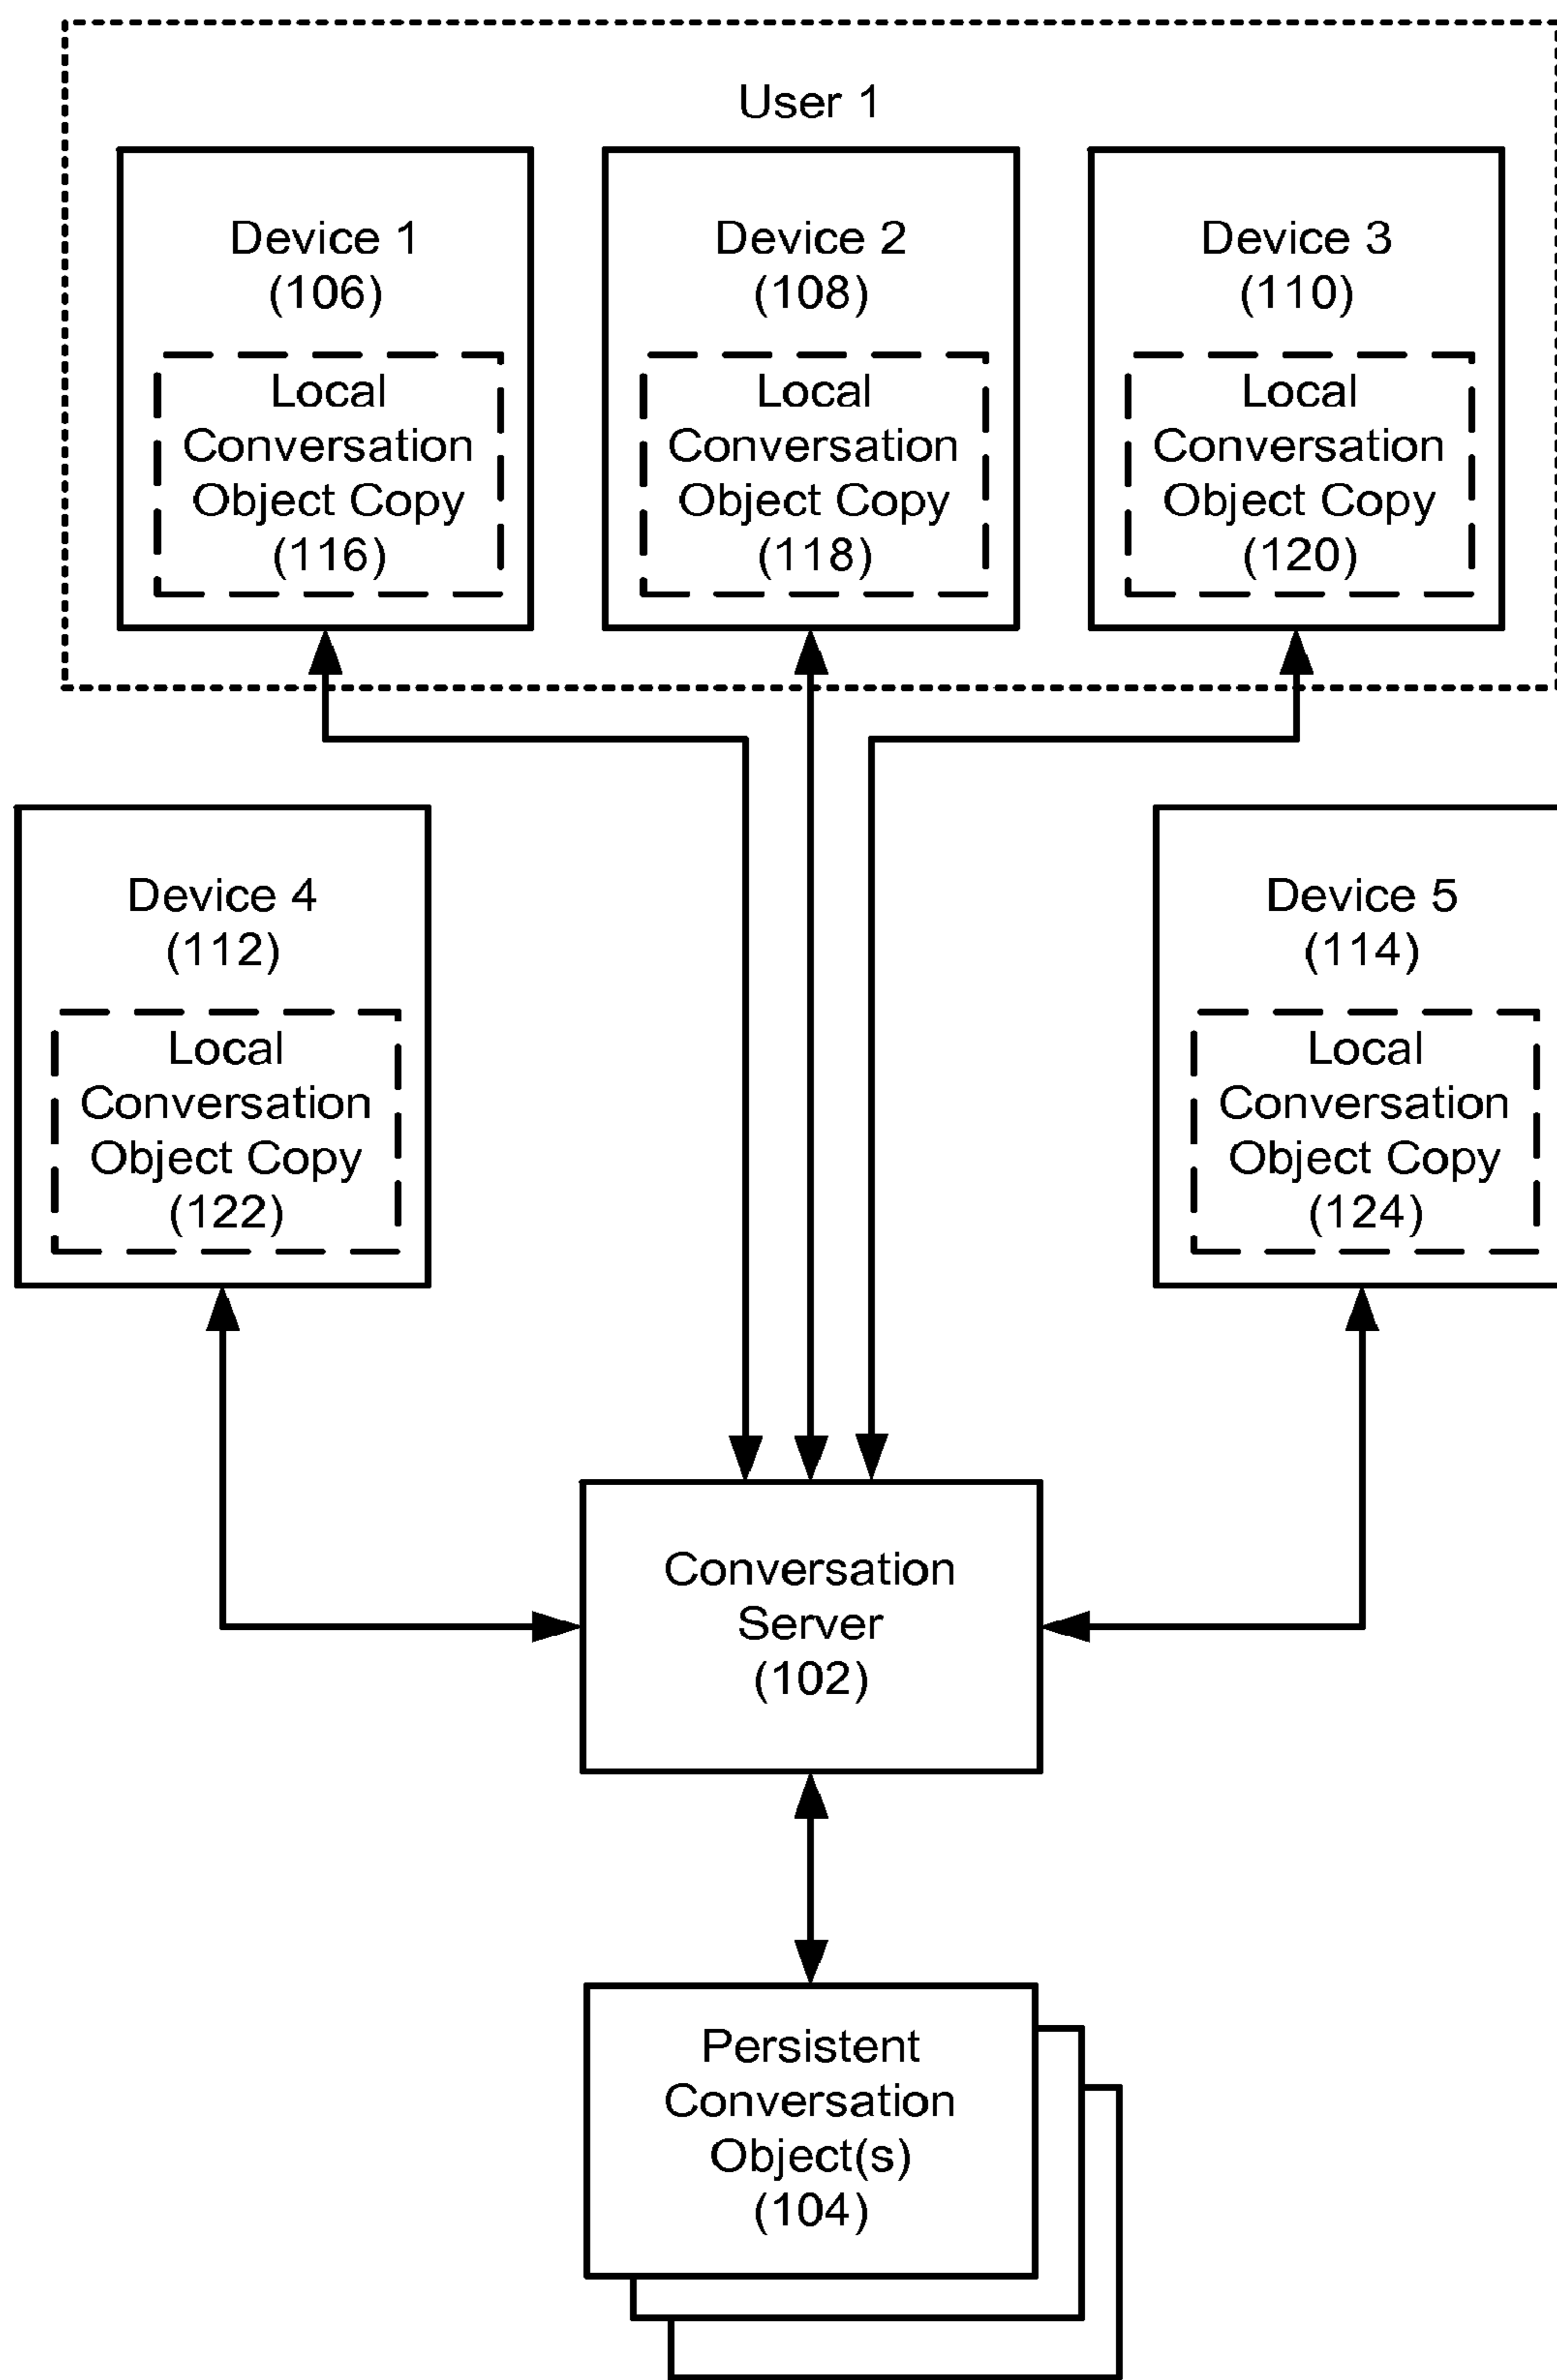 User 1
Device 1
(106)
Local
Conversation
Object Copy
(116)
Device 2
(108)
Local
Conversation
Object Copy
(118)
Device 3
(110)
Local
Conversation
Object Copy
(120)
Device 4
(112)
Local
Conversation
Object Copy
(122)
Device 5
(114)
Local
Conversation
Object Copy
(124)
Conversation
Server
(102)
Persistent
Conversation
Object(s)
(104)